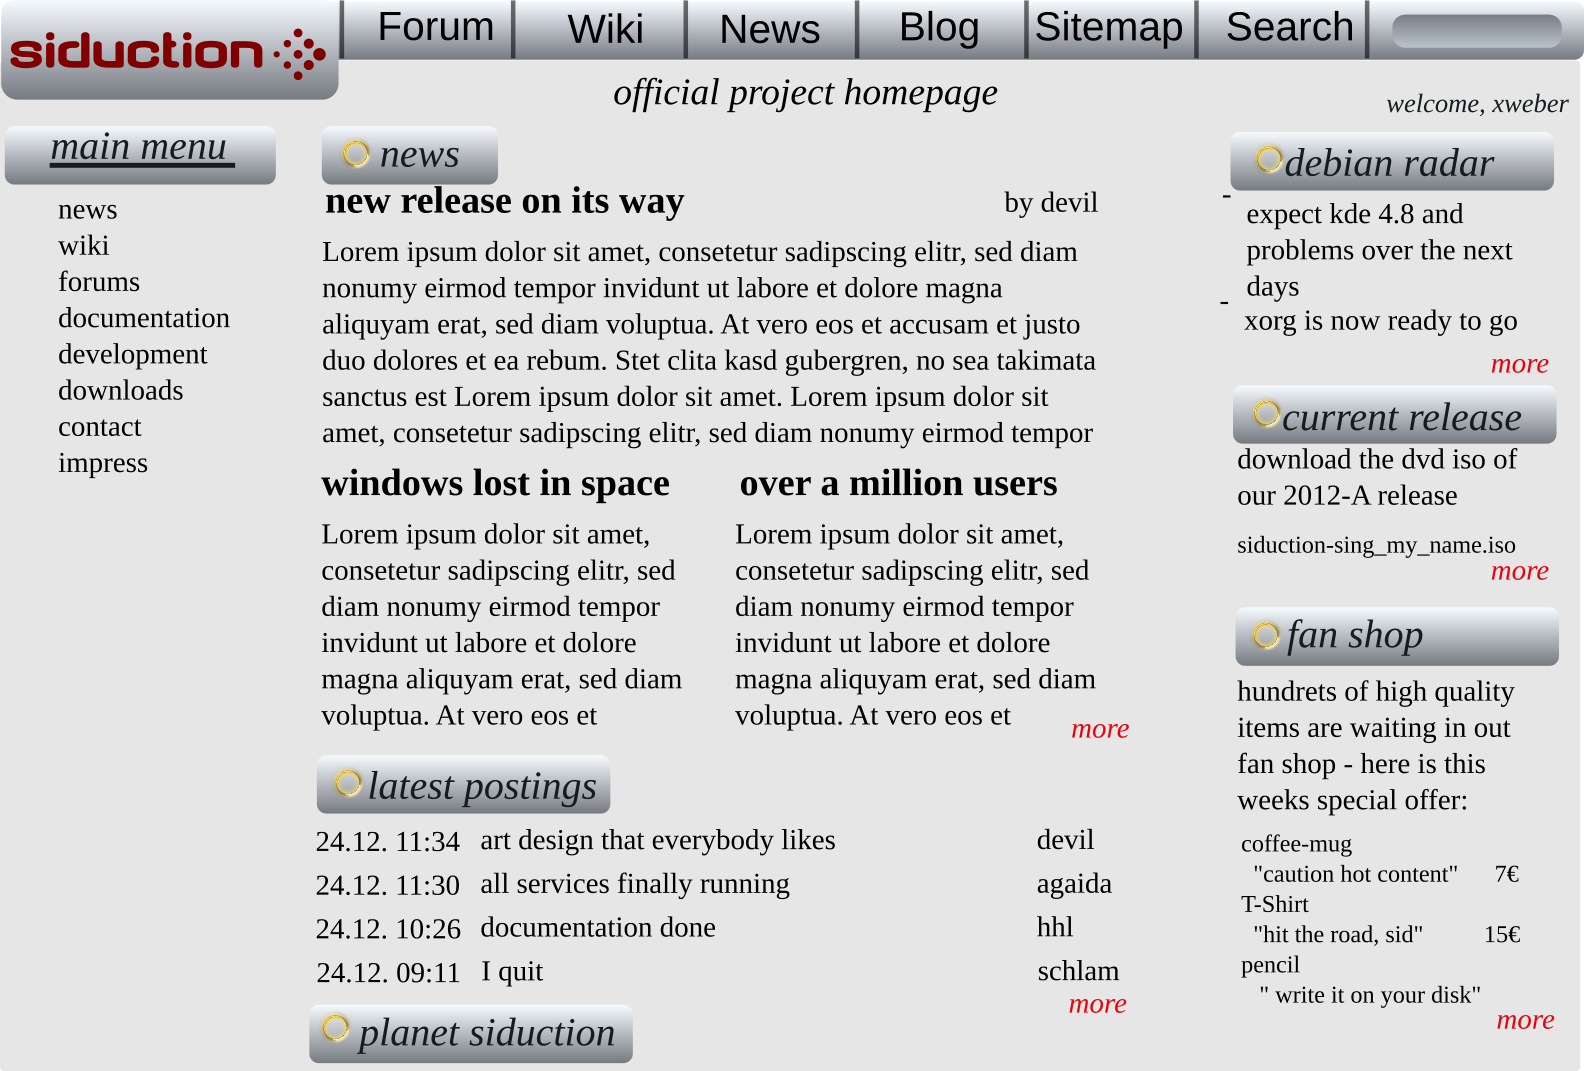 siduction
Forum Wiki News Blog Sitemap Search
official project homepage
welcome, xweber
main menu
news
wiki
forums
documentation
development
downloads
contact
impress
news
new release on its way by devil
Lorem ipsum dolor sit amet, consetetur sadipscing elitr, sed diam
nonumy eirmod tempor invidunt ut labore et dolore magna
aliquyam erat, sed diam voluptua. At vero eos et accusam et justo
duo dolores et ea rebum. Stet clita kasd gubergren, no sea takimata
sanctus est Lorem ipsum dolor sit amet. Lorem ipsum dolor sit
amet, consetetur sadipscing elitr, sed diam nonumy eirmod tempor
windows lost in space
Lorem ipsum dolor sit amet,
consetetur sadipscing elitr, sed
diam nonumy eirmod tempor
invidunt ut labore et dolore
magna aliquyam erat, sed diam
voluptua. At vero eos et
over a million users
Lorem ipsum dolor sit amet,
consetetur sadipscing elitr, sed
diam nonumy eirmod tempor
invidunt ut labore et dolore
magna aliquyam erat, sed diam
voluptua. At vero eos et
more
latest postings
24.12. 11:34 art design that everybody likes devil
24.12. 11:30 all services finally running agaida
24.12. 10:26 documentation done hhl
24.12. 09:11 I quit schlam
more
planet siduction
debian radar
- expect kde 4.8 and
problems over the next
days
- xorg is now ready to go
more
current release
download the dvd iso of
our 2012-A release
siduction-sing_my_name.iso
more
fan shop
hundrets of high quality
items are waiting in out
fan shop - here is this
weeks special offer:
coffee-mug
"caution hot content" 7€
T-Shirt
"hit the road, sid" 15€
pencil
" write it on your disk"
more